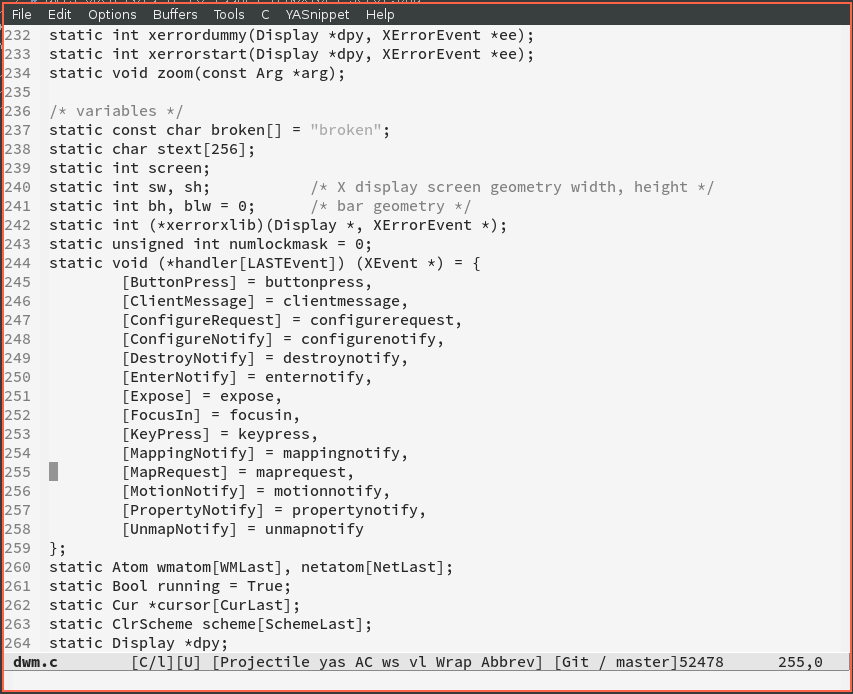 File Edit Options Buffers Tools C YASnippet Help
232 static int xerrordummy(Display *dpy, XErrorEvent *ee);
233 static int xerrorstart(Display *dpy, XErrorEvent *ee);
234 static void zoom(const Arg *arg);
235
236 /* variables */
237 static const char broken[] = "broken";
238 static char stext[256];
239 static int screen;
240 static int sw, sh;           /* X display screen geometry width, height */
241 static int bh, blw = 0;      /* bar geometry */
242 static int (*xerrorxlib)(Display *, XErrorEvent *);
243 static unsigned int numlockmask = 0;
244 static void (*handler[LASTEvent]) (XEvent *) = {
245         [ButtonPress] = buttonpress,
246         [ClientMessage] = clientmessage,
247         [ConfigureRequest] = configurerequest,
248         [ConfigureNotify] = configurenotify,
249         [DestroyNotify] = destroynotify,
250         [EnterNotify] = enternotify,
251         [Expose] = expose,
252         [FocusIn] = focusin,
253         [KeyPress] = keypress,
254         [MappingNotify] = mappingnotify,
255         [MapRequest] = maprequest,
256         [MotionNotify] = motionnotify,
257         [PropertyNotify] = propertynotify,
258         [UnmapNotify] = unmapnotify
259 };
260 static Atom wmatom[WMLast], netatom[NetLast];
261 static Bool running = True;
262 static Cur *cursor[CurLast];
263 static ClrScheme scheme[SchemeLast];
264 static Display *dpy;
dwm.c        [C/l][U] [Projectile yas AC ws vl Wrap Abbrev] [Git / master]52478      255,0